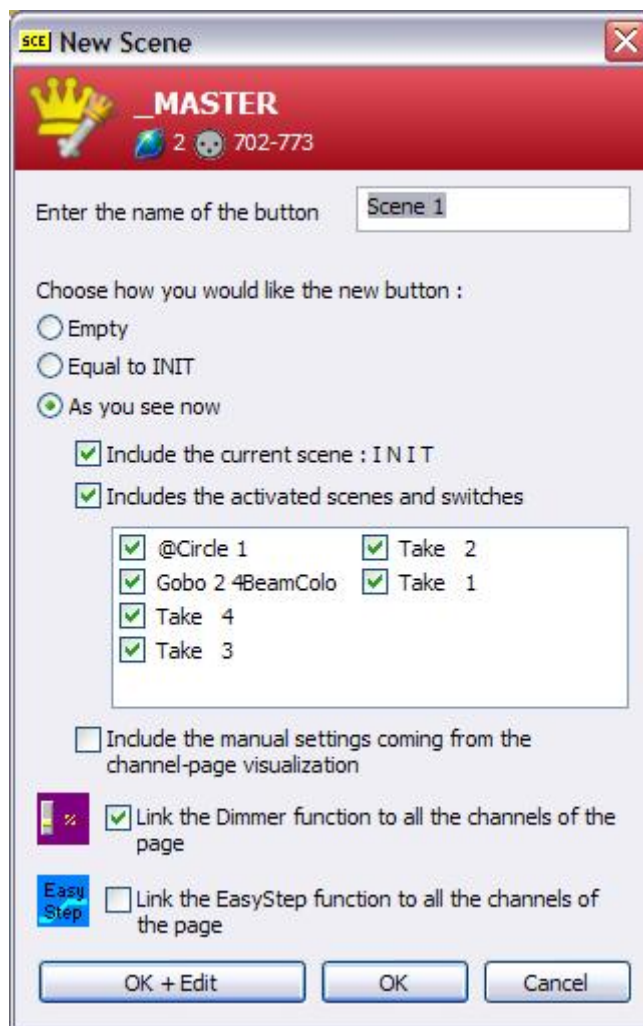 SCE New Scene
_MASTER
2 702-773
Enter the name of the button Scene 1
Choose how you would like the new button :
Empty
Equal to INIT
As you see now
Include the current scene : I N I T
Includes the activated scenes and switches
@Circle 1 Take 2
Gobo 2 4BeamColo Take 1
Take 4
Take 3
Include the manual settings coming from the
channel-page visualization
% Link the Dimmer function to all the channels of the
page
Easy
Step
Link the EasyStep function to all the channels of
the page
OK + Edit OK Cancel